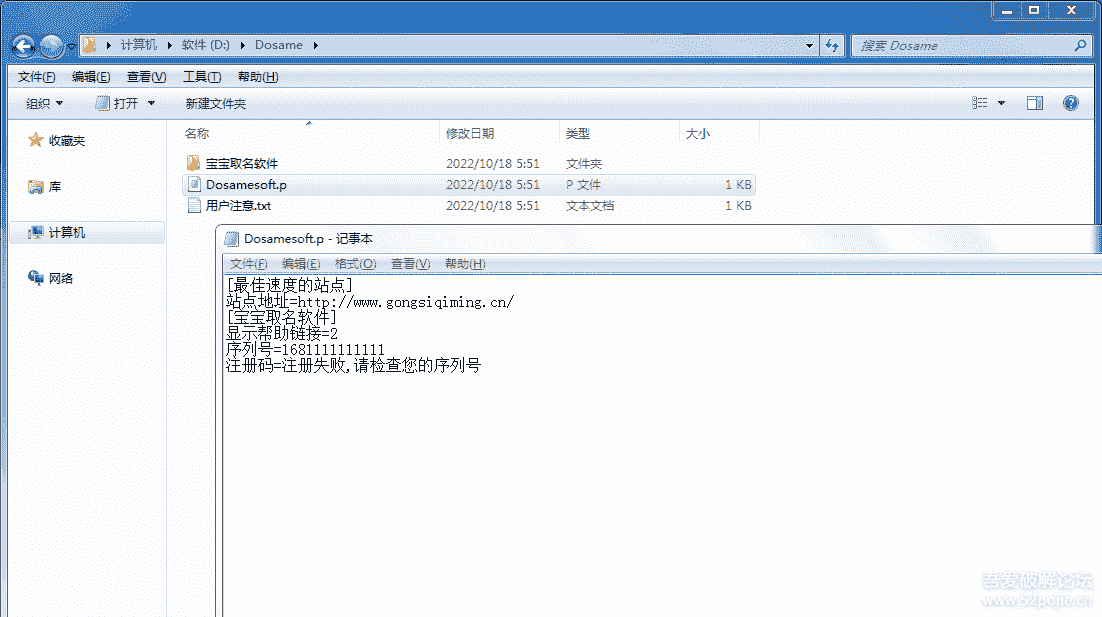 计算机 软件 (D:) Dosame
搜索 Dosame
文件(F) 编辑(E) 查看(V) 工具(T) 帮助(H)
组织 打开 新建文件夹
名称 修改日期 类型 大小
收藏夹
库
计算机
网络
宝宝取名软件 2022/10/18 5:51 文件夹
Dosamesoft.p 2022/10/18 5:51 P 文件 1 KB
用户注意.txt 2022/10/18 5:51 文本文档 1 KB
Dosamesoft.p - 记事本
文件(F) 编辑(E) 格式(O) 查看(V) 帮助(H)
[最佳速度的站点]
站点地址=http://www.gongsiqiming.cn/
[宝宝取名软件]
显示帮助链接=2
序列号=1681111111111
注册码=注册失败,请检查您的序列号
吾爱破解论坛
www.52pojie.cn